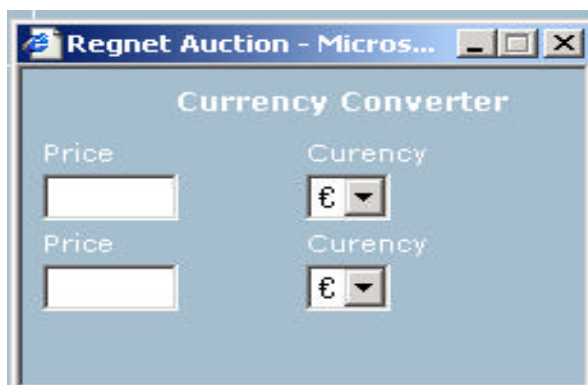 Regnet Auction - Micros...
Currency Converter
Price Curency
€
Price Curency
€